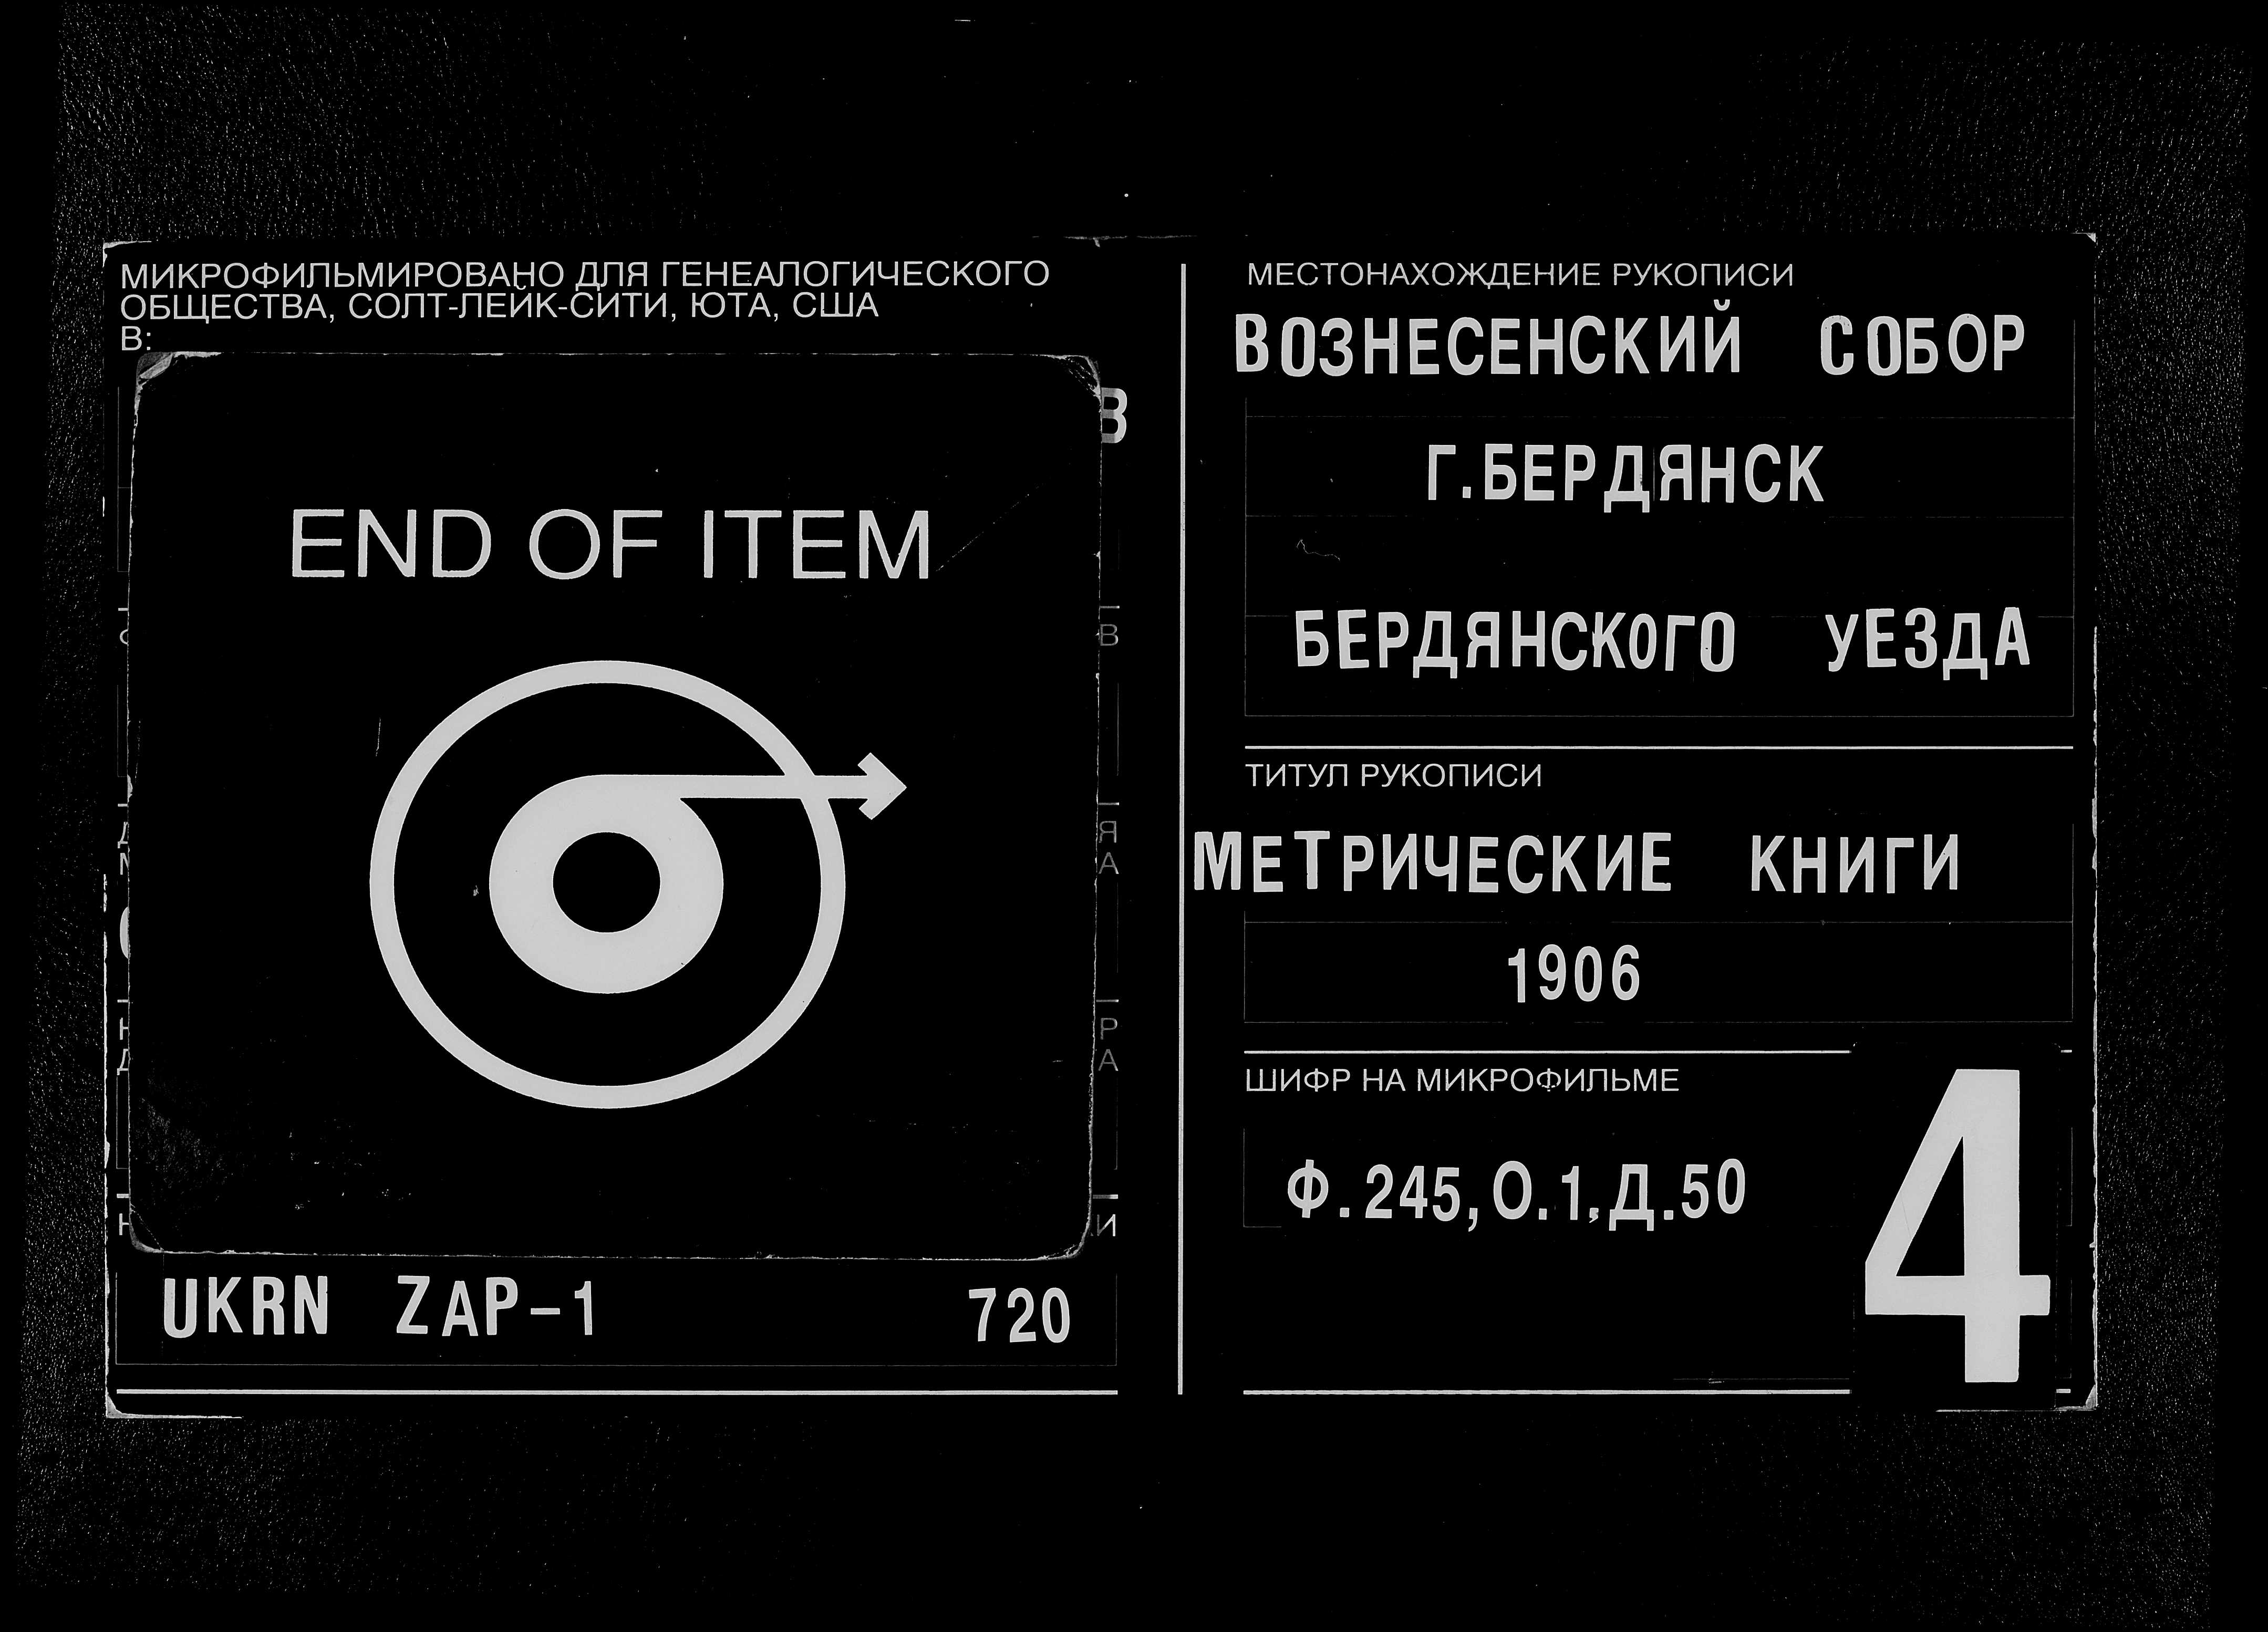 МИКРОФИЛЬМИРОВАНО ДЛЯ ГЕНЕАЛОГИЧЕСКОГО
ОБЩЕСТВА, СОЛТ-ЛЕЙК-СИТИ, ЮТА, США
В:
END OF ITEM
UKRN ZAP-1 720
МЕСТОНАХОЖДЕНИЕ РУКОПИСИ
ВОЗНЕСЕНСКИЙ СОБОР
Г.БЕРДЯНСК
БЕРДЯНСКОГО УЕЗДА
ТИТУЛ РУКОПИСИ
МЕТРИЧЕСКИЕ КНИГИ
1906
ШИФР НА МИКРОФИЛЬМЕ
Ф.245,О.1,Д.50
4